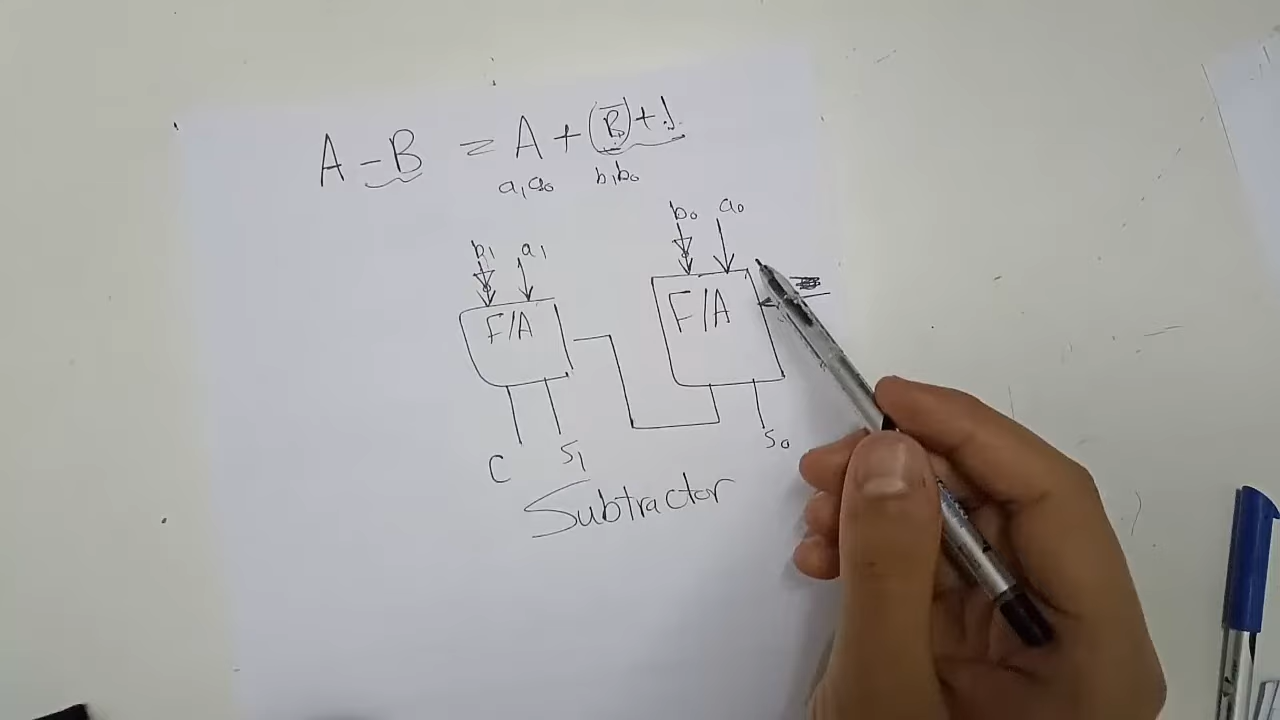 A - B = A + (B̅) + 1
a₁a₀ b₁b₀
b₀ a₀
b₁ a₁
F/A
F/A
C S₁ S₀
Subtractor